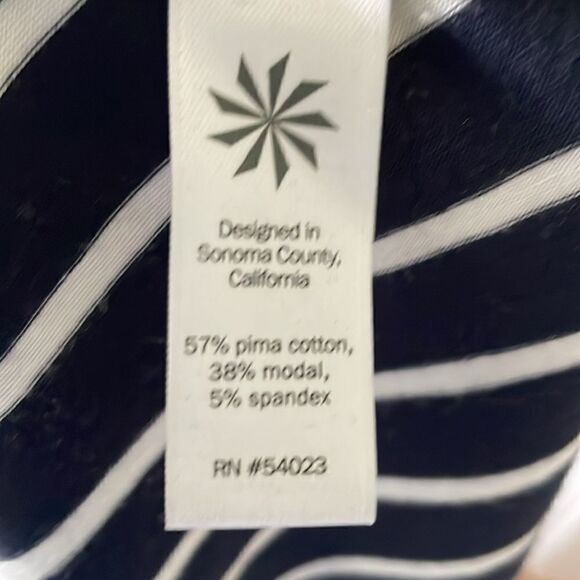 Designed in
Sonoma County,
California
57% pima cotton,
38% modal,
5% spandex
RN #54023